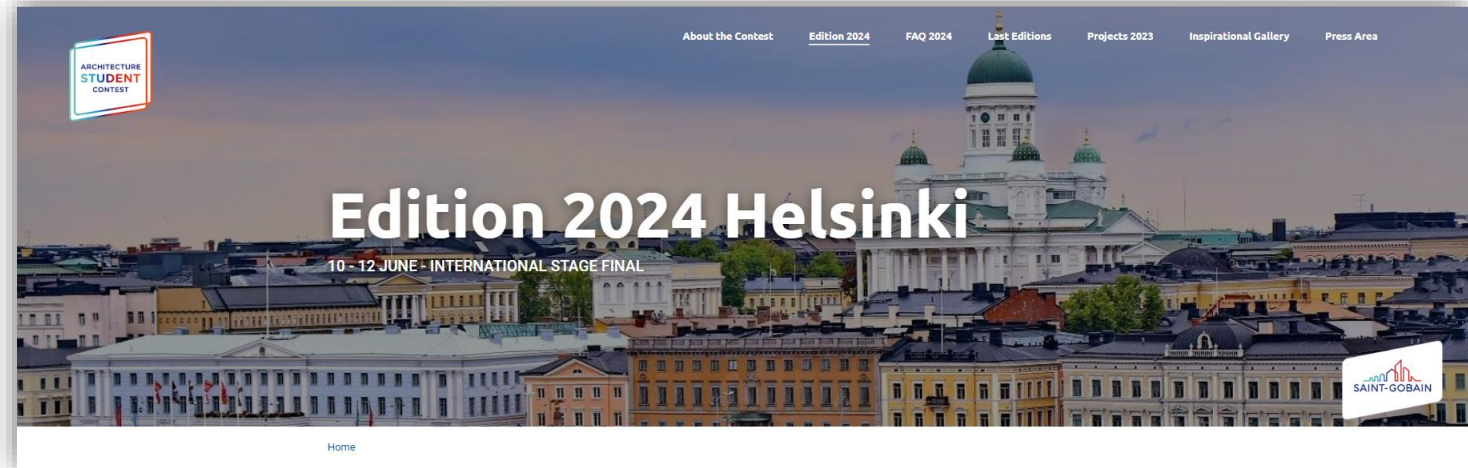 About the Contest Edition 2024 FAQ 2024 Last Editions Projects 2023 Inspirational Gallery Press Area
ARCHITECTURE
STUDENT
CONTEST
Edition 2024 Helsinki
10 - 12 JUNE - INTERNATIONAL STAGE FINAL
SAINT-GOBAIN
Home